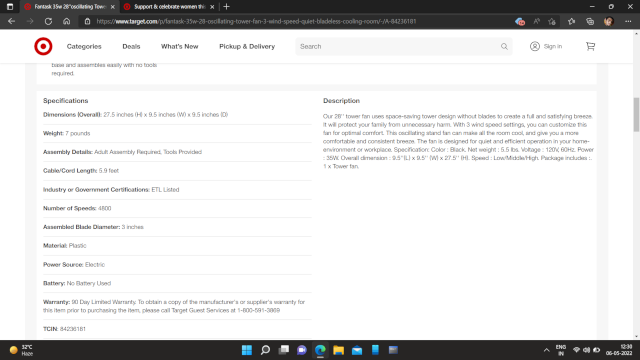 Fantask 35w 28"oscillating Tower
Support & celebrate women this
https://www.target.com/p/fantask-35w-28-oscillating-tower-fan-3-wind-speed-quiet-bladeless-cooling-room/-/A-84236181
Categories Deals What's New Pickup & Delivery Search Sign in
base and assembles easily with no tools
required.
Specifications
Dimensions (Overall): 27.5 inches (H) x 9.5 inches (W) x 9.5 inches (D)
Weight: 7 pounds
Assembly Details: Adult Assembly Required, Tools Provided
Cable/Cord Length: 5.9 feet
Industry or Government Certifications: ETL Listed
Number of Speeds: 4800
Assembled Blade Diameter: 3 inches
Material: Plastic
Power Source: Electric
Battery: No Battery Used
Warranty: 90 Day Limited Warranty. To obtain a copy of the manufacturer's or supplier's warranty for
this item prior to purchasing the item, please call Target Guest Services at 1-800-591-3869
TCIN: 84236181
Description
Our 28'' tower fan uses space-saving tower design without blades to create a full and satisfying breeze.
It will protect your family from unnecessary harm. With 3 wind speed settings, you can customize this
fan for optimal comfort. This oscillating stand fan can make all the room cool, and give you a more
comfortable and consistent breeze. The fan is designed for quiet and efficient operation in your home-
environment or workplace. Specification: Color : Black. Net weight : 5.5 lbs. Voltage : 120V, 60Hz. Power
: 35W. Overall dimension : 9.5''(L) x 9.5'' (W) x 27.5'' (H). Speed : Low/Middle/High. Package includes :.
1 x Tower fan.
32°C
Haze
ENG
IN
12:30
06-05-2022